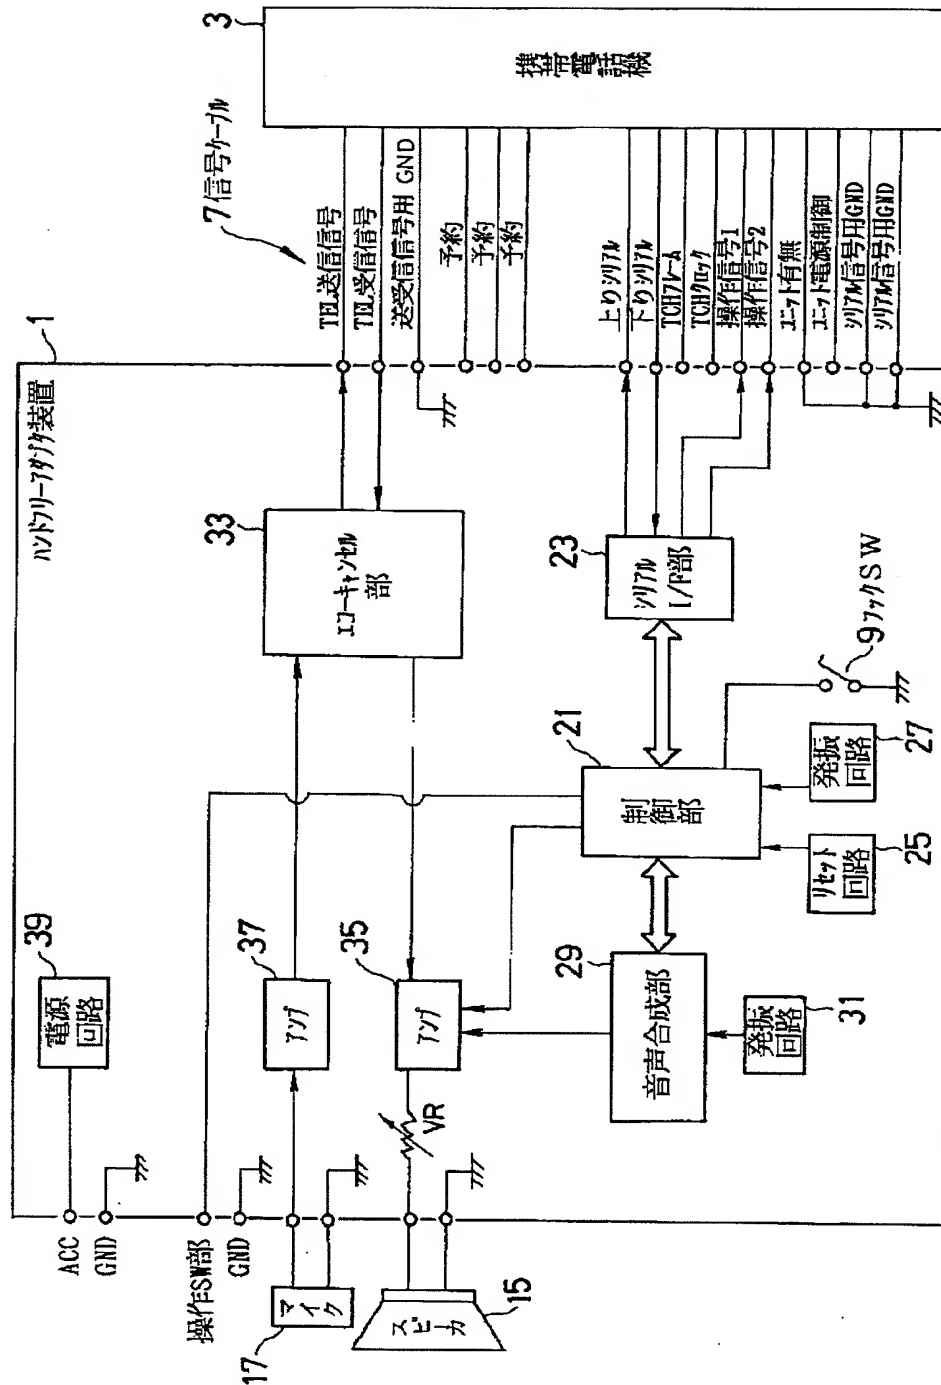 ハンドフリーアダプタ装置
1
7 信号ケーブル
3
携帯電話機
ACC
GND
39
電源
回路
操作SW部
GND
17
マイク
37
アンプ
33
エコーキャンセル
部
TEL送信信号
TEL受信信号
送受信信号用 GND
予約
予約
予約
15
スピーカ
VR
35
アンプ
29
音声合成部
31
発振
回路
21
制御部
25
リセット
回路
27
発振
回路
9 フックSW
23
シリアル
I/F部
上りシリアル
下りシリアル
TCHフレーム
TCHクロック
操作信号1
操作信号2
ユニット有無
ユニット電源制御
シリアル信号用GND
シリアル信号用GND